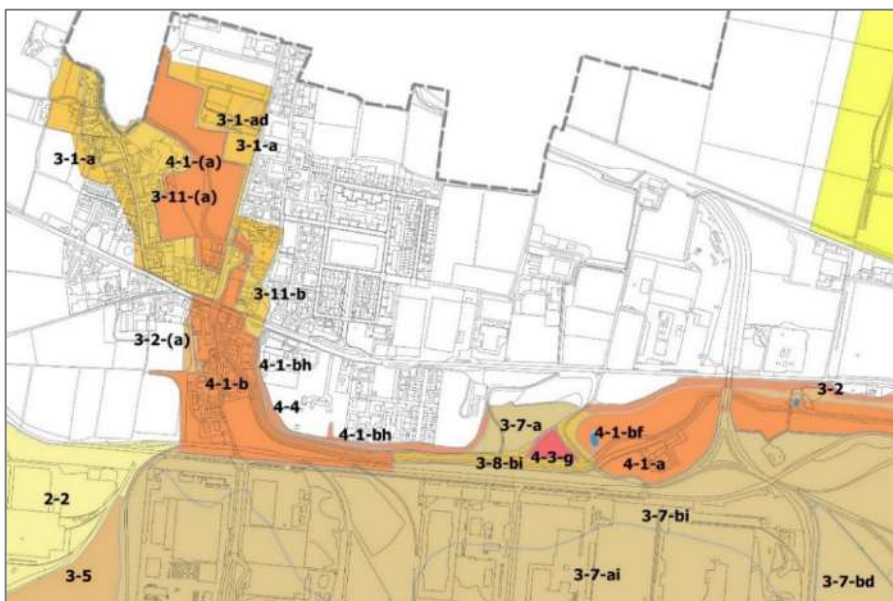 3-1-ad
3-1-a
3-1-a
4-1-(a)
3-11-(a)
3-11-b
3-2-(a)
4-1-bh
4-1-b
3-2
4-4
3-7-a
4-1-bh
4-1-bf
3-8-bi
4-3-g
4-1-a
2-2
3-7-bi
3-5
3-7-ai
3-7-bd